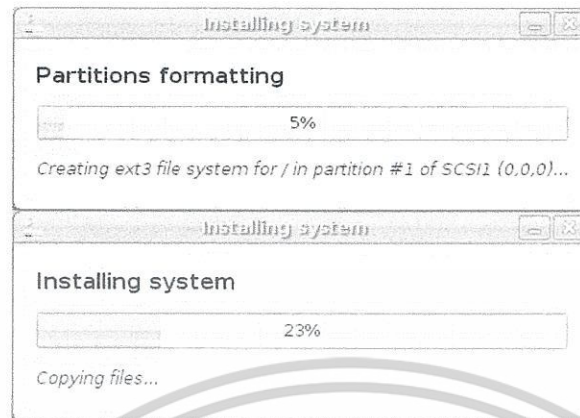 Installing system
Partitions formatting
5%
Creating ext3 file system for / in partition #1 of SCSI1 (0,0,0)...
Installing system
Installing system
23%
Copying files...